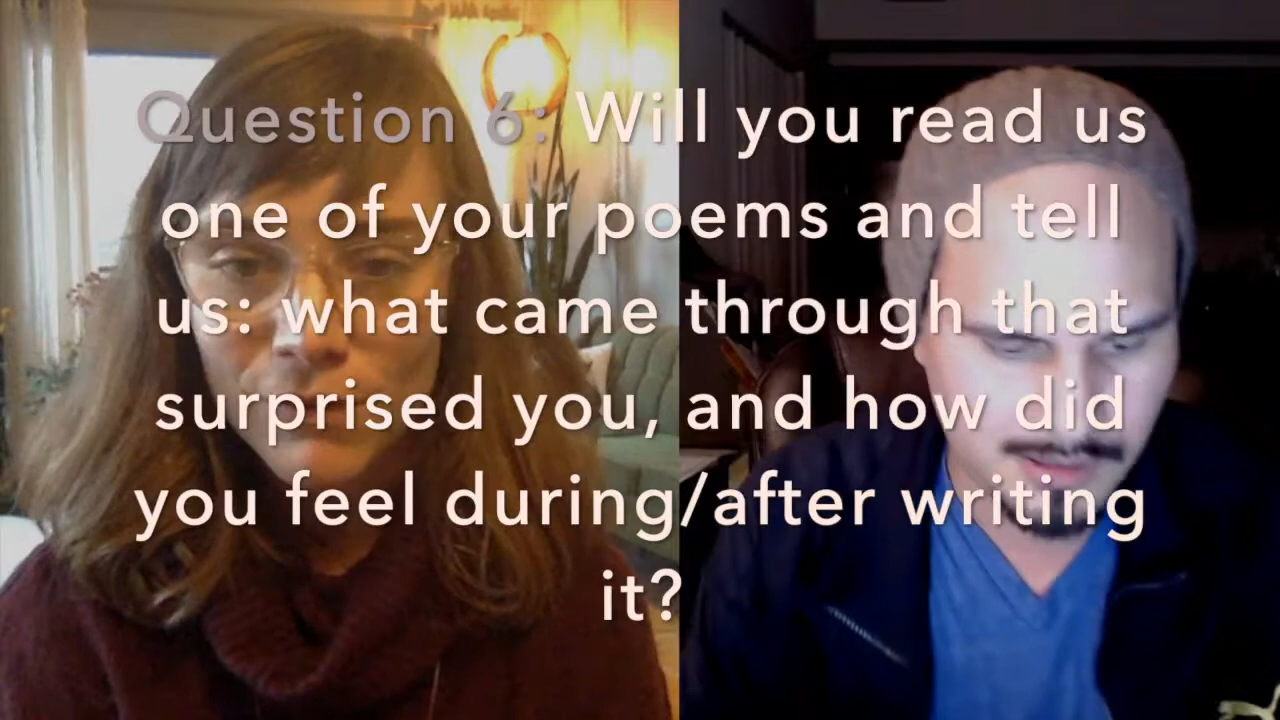 Question 6: Will you read us
one of your poems and tell
us: what came through that
surprised you, and how did
you feel during/after writing
it?